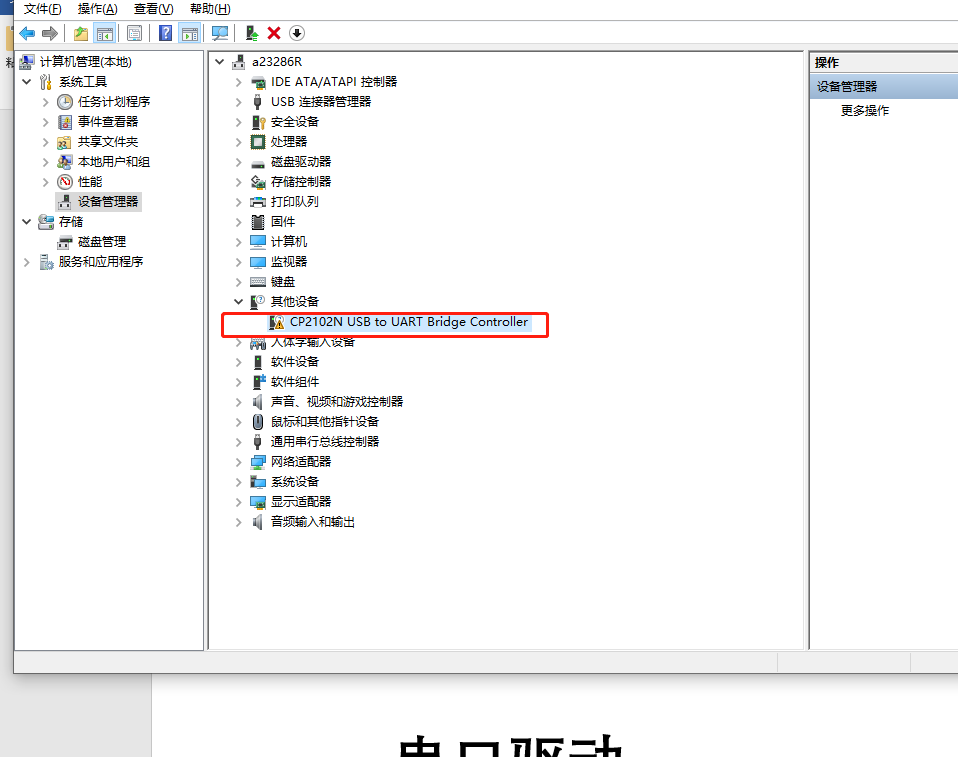 文件(F) 操作(A) 查看(V) 帮助(H)
计算机管理(本地)
系统工具
任务计划程序
事件查看器
共享文件夹
本地用户和组
性能
设备管理器
存储
磁盘管理
服务和应用程序
a23286R
IDE ATA/ATAPI 控制器
USB 连接器管理器
安全设备
处理器
磁盘驱动器
存储控制器
打印队列
固件
计算机
监视器
键盘
其他设备
CP2102N USB to UART Bridge Controller
人体学输入设备
软件设备
软件组件
声音、视频和游戏控制器
鼠标和其他指针设备
通用串行总线控制器
网络适配器
系统设备
显示适配器
音频输入和输出
操作
设备管理器
更多操作
串口驱动